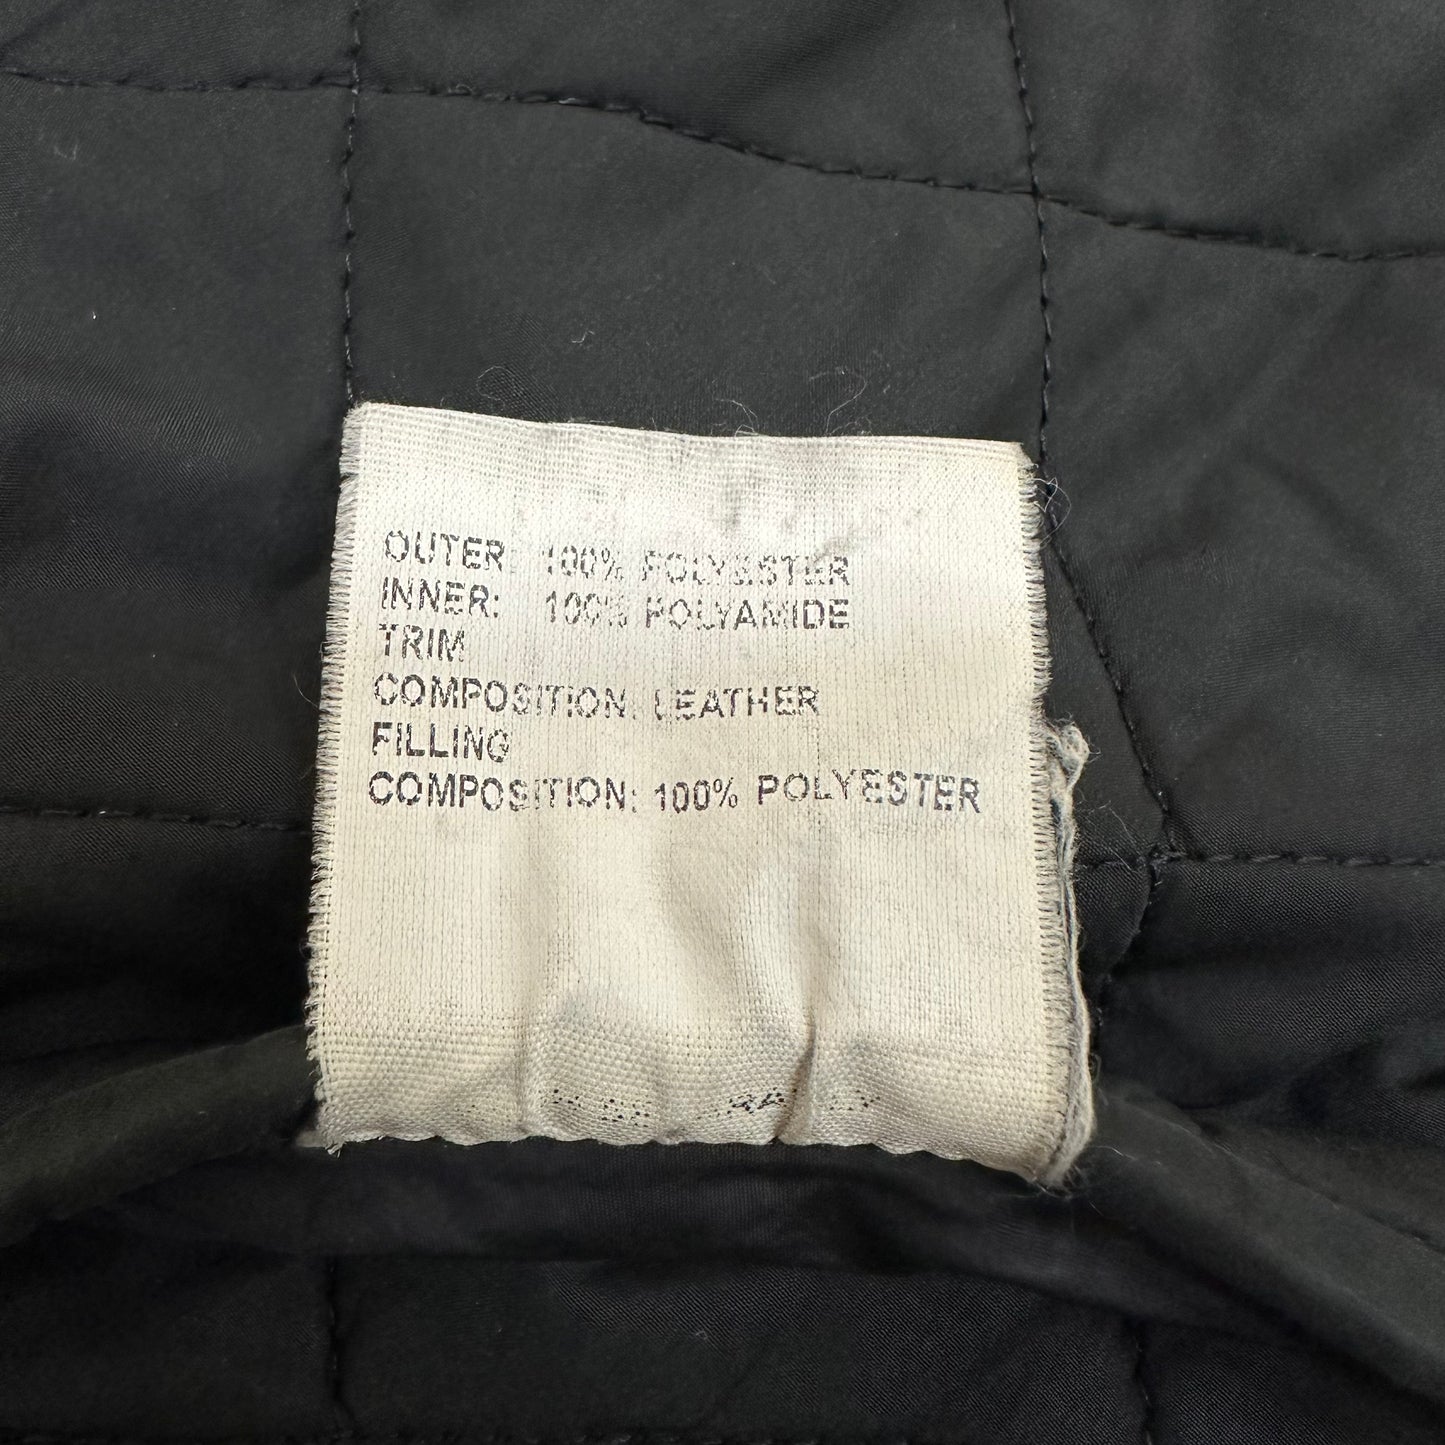 OUTER: 100% POLYESTER
INNER: 100% POLYAMIDE
TRIM
COMPOSITION: LEATHER
FILLING
COMPOSITION: 100% POLYESTER